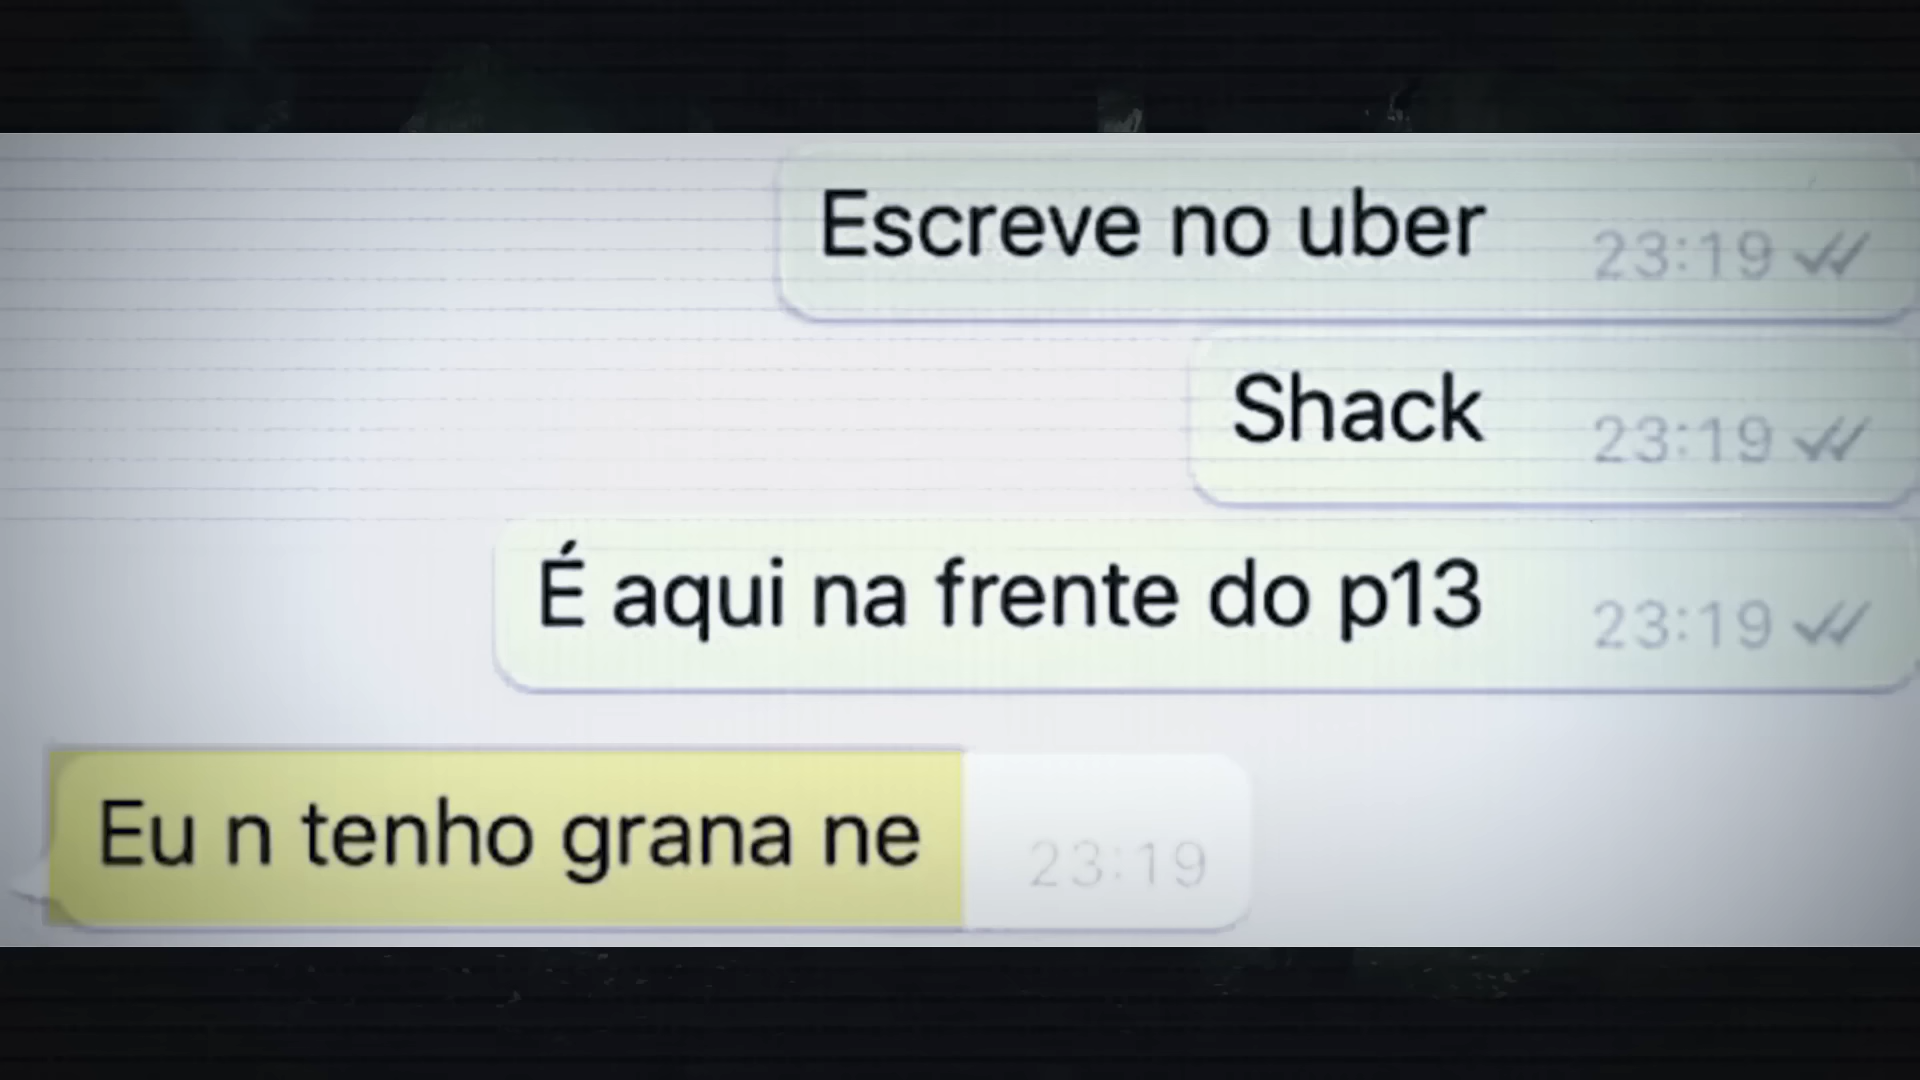 Escreve no uber
23:19
Shack
23:19
É aqui na frente do p13
23:19
Eu n tenho grana ne
23:19